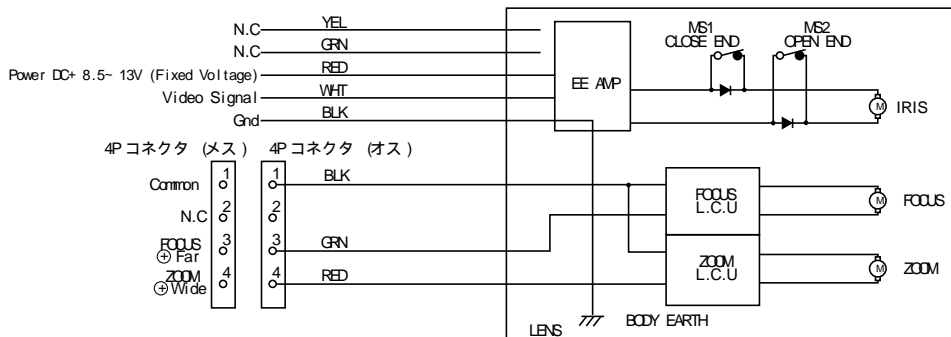 N.C
YEL
N.C
GRN
Power DC+ 8.5~ 13V (Fixed Voltage)
RED
Video Signal
WHT
Gnd
BLK
EE AMP
MS1
CLOSE END
MS2
OPEN END
M
IRIS
4P コネクタ (メス)
4P コネクタ (オス)
Common
1
1
BLK
N.C
2
2
FOCUS
⊕ Far
3
3
GRN
ZOOM
⊕ Wide
4
4
RED
FOCUS
L.C.U
M
FOCUS
ZOOM
L.C.U
M
ZOOM
LENS
BODY EARTH